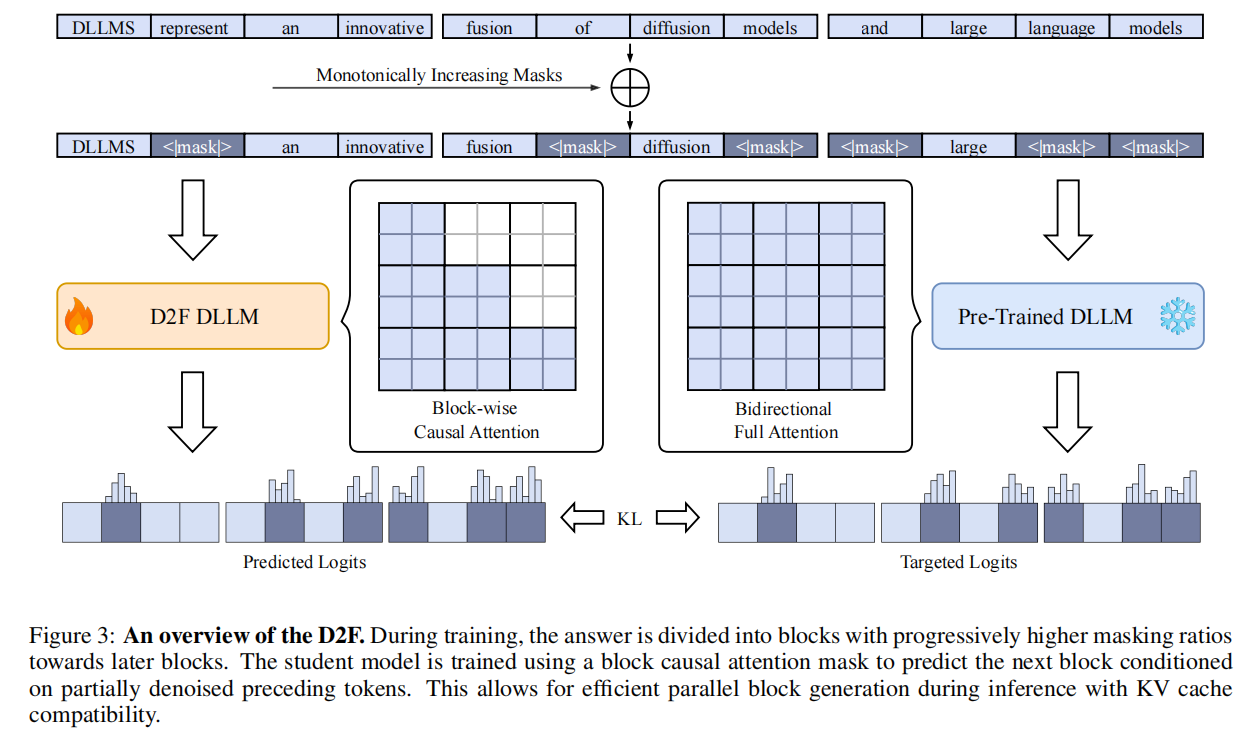 DLLMS represent an innovative fusion of diffusion models and large language models
Monotonically Increasing Masks
DLLMS <|mask|> an innovative fusion <|mask|> diffusion <|mask|> <|mask|> large <|mask|> <|mask|>
D2F DLLM
Pre-Trained DLLM
Block-wise
Causal Attention
Bidirectional
Full Attention
KL
Predicted Logits
Targeted Logits
Figure 3: An overview of the D2F. During training, the answer is divided into blocks with progressively higher masking ratios
towards later blocks. The student model is trained using a block causal attention mask to predict the next block conditioned
on partially denoised preceding tokens. This allows for efficient parallel block generation during inference with KV cache
compatibility.